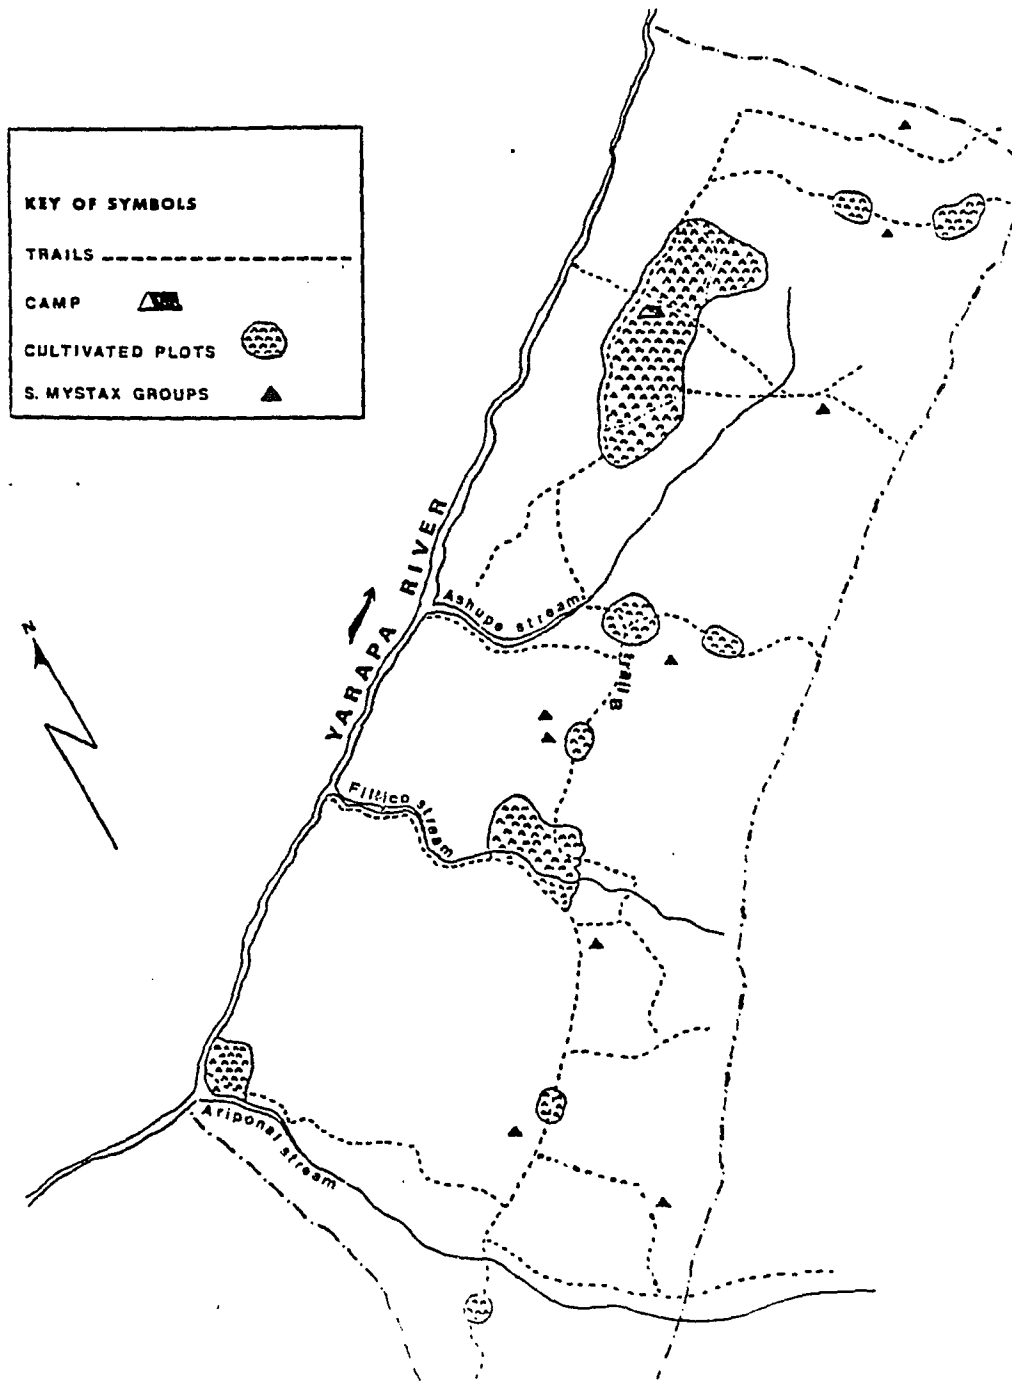 KEY OF SYMBOLS
TRAILS
CAMP
CULTIVATED PLOTS
S. MYSTAX GROUPS
N
YARAPA RIVER
Ashupe stream
trail B
Filtico stream
Ariponal stream